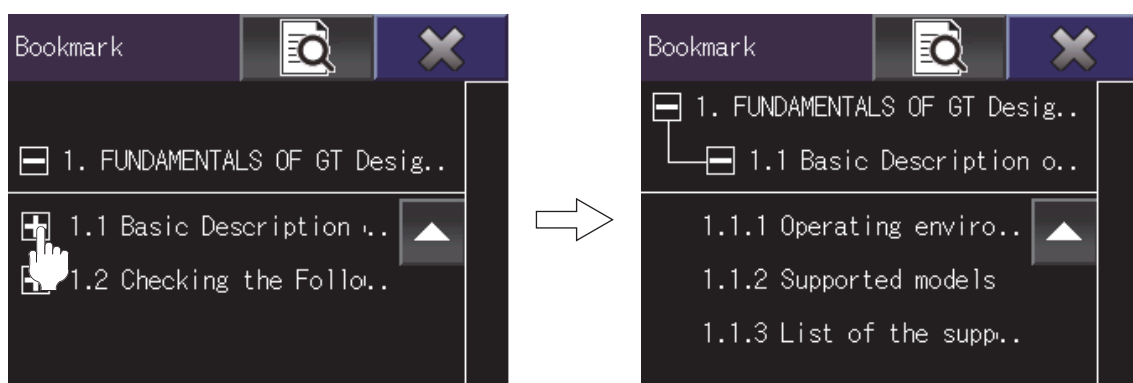 Bookmark
1. FUNDAMENTALS OF GT Desig..
1.1 Basic Description ..
1.2 Checking the Follo..
Bookmark
1. FUNDAMENTALS OF GT Desig..
1.1 Basic Description o..
1.1.1 Operating enviro..
1.1.2 Supported models
1.1.3 List of the supp..